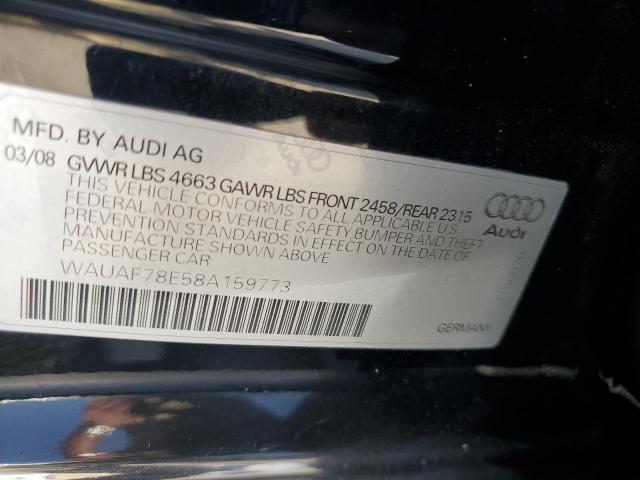 MFD. BY AUDI AG
03/08 GVWR LBS 4663 GAWR LBS FRONT 2458/REAR 2315
THIS VEHICLE CONFORMS TO ALL APPLICABLE U.S.
FEDERAL MOTOR VEHICLE SAFETY BUMPER AND THEFT
PREVENTION STANDARDS IN EFFECT ON THE DATE OF
MANUFACTURE SHOWN ABOVE
PASSENGER CAR
WAUAF78E58A159773
Audi
GERMANY